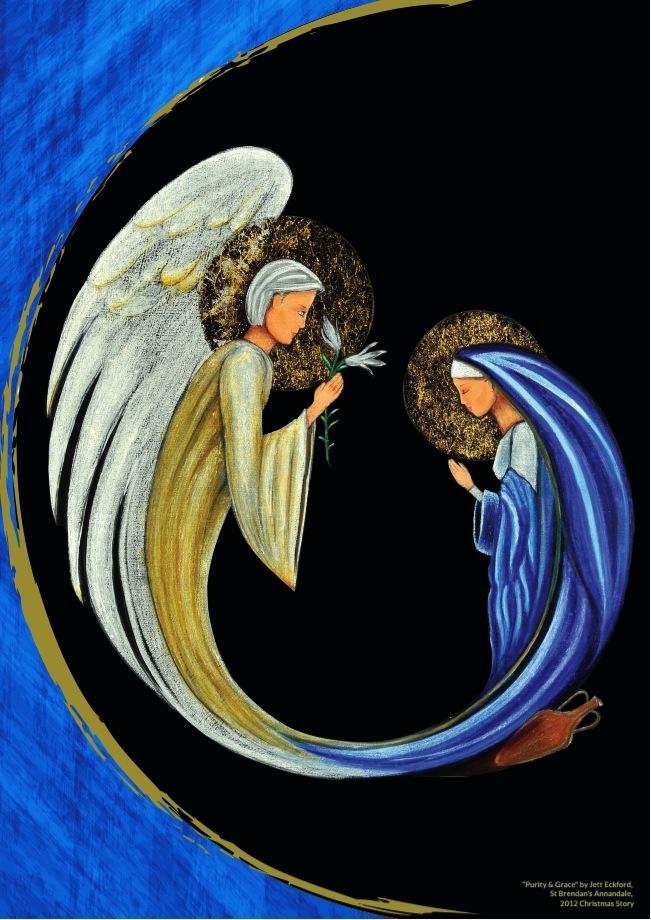 "Purity & Grace" by Jett Eckford,
St Brendan's Annandale,
2012 Christmas Story